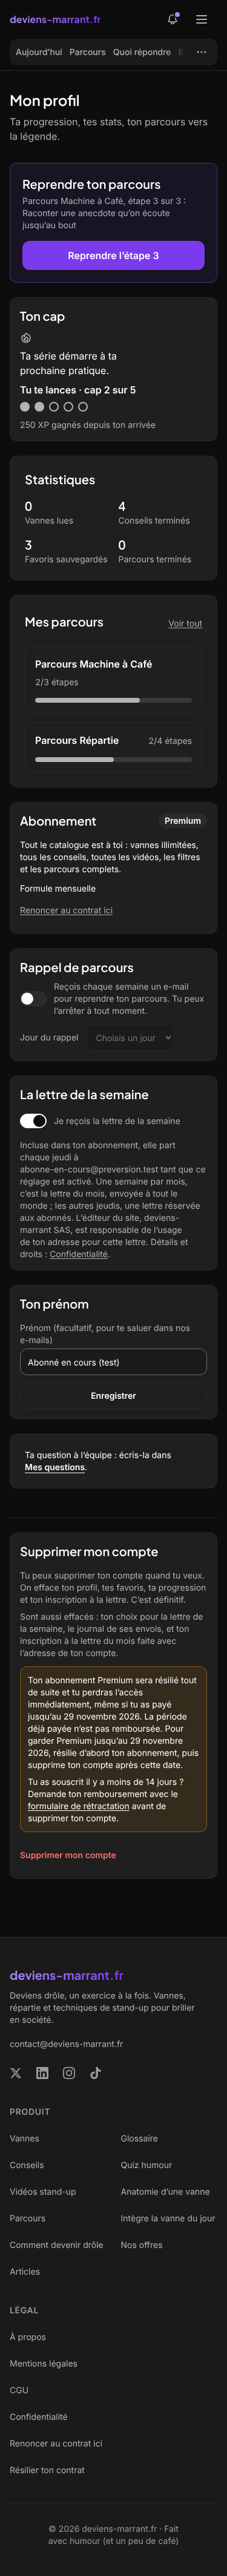 deviens-marrant.fr
Aujourd'hui Parcours Quoi répondre
Mon profil
Ta progression, tes stats, ton parcours vers
la légende.
Reprendre ton parcours
Parcours Machine à Café, étape 3 sur 3 :
Raconter une anecdote qu'on écoute
jusqu'au bout
Reprendre l'étape 3
Ton cap
Ta série démarre à ta
prochaine pratique.
Tu te lances · cap 2 sur 5
250 XP gagnés depuis ton arrivée
Statistiques
0 4
Vannes lues Conseils terminés
3 0
Favoris sauvegardés Parcours terminés
Mes parcours Voir tout
Parcours Machine à Café
2/3 étapes
Parcours Répartie 2/4 étapes
Abonnement Premium
Tout le catalogue est à toi : vannes illimitées,
tous les conseils, toutes les vidéos, les filtres
et les parcours complets.
Formule mensuelle
Renoncer au contrat ici
Rappel de parcours
Reçois chaque semaine un e-mail
pour reprendre ton parcours. Tu peux
l'arrêter à tout moment.
Jour du rappel Choisis un jour
La lettre de la semaine
Je reçois la lettre de la semaine
Incluse dans ton abonnement, elle part
chaque jeudi à
abonne-en-cours@preversion.test tant que ce
réglage est activé. Une semaine par mois,
c'est la lettre du mois, envoyée à tout le
monde ; les autres jeudis, une lettre réservée
aux abonnés. L'éditeur du site, deviens-
marrant SAS, est responsable de l'usage
de ton adresse pour cette lettre. Détails et
droits : Confidentialité.
Ton prénom
Prénom (facultatif, pour te saluer dans nos
e-mails)
Abonné en cours (test)
Enregistrer
Ta question à l'équipe : écris-la dans
Mes questions.
Supprimer mon compte
Tu peux supprimer ton compte quand tu veux.
On efface ton profil, tes favoris, ta progression
et ton inscription à la lettre. C'est définitif.
Sont aussi effacés : ton choix pour la lettre de
la semaine, le journal de ses envois, et ton
inscription à la lettre du mois faite avec
l'adresse de ton compte.
Ton abonnement Premium sera résilié tout
de suite et tu perdras l'accès
immédiatement, même si tu as payé
jusqu'au 29 novembre 2026. La période
déjà payée n'est pas remboursée. Pour
garder Premium jusqu'au 29 novembre
2026, résilie d'abord ton abonnement, puis
supprime ton compte après cette date.
Tu as souscrit il y a moins de 14 jours ?
Demande ton remboursement avec le
formulaire de rétractation avant de
supprimer ton compte.
Supprimer mon compte
deviens-marrant.fr
Deviens drôle, un exercice à la fois. Vannes,
répartie et techniques de stand-up pour briller
en société.
contact@deviens-marrant.fr
PRODUIT
Vannes Glossaire
Conseils Quiz humour
Vidéos stand-up Anatomie d'une vanne
Parcours Intègre la vanne du jour
Comment devenir drôle Nos offres
Articles
LÉGAL
À propos
Mentions légales
CGU
Confidentialité
Renoncer au contrat ici
Résilier ton contrat
© 2026 deviens-marrant.fr · Fait
avec humour (et un peu de café)